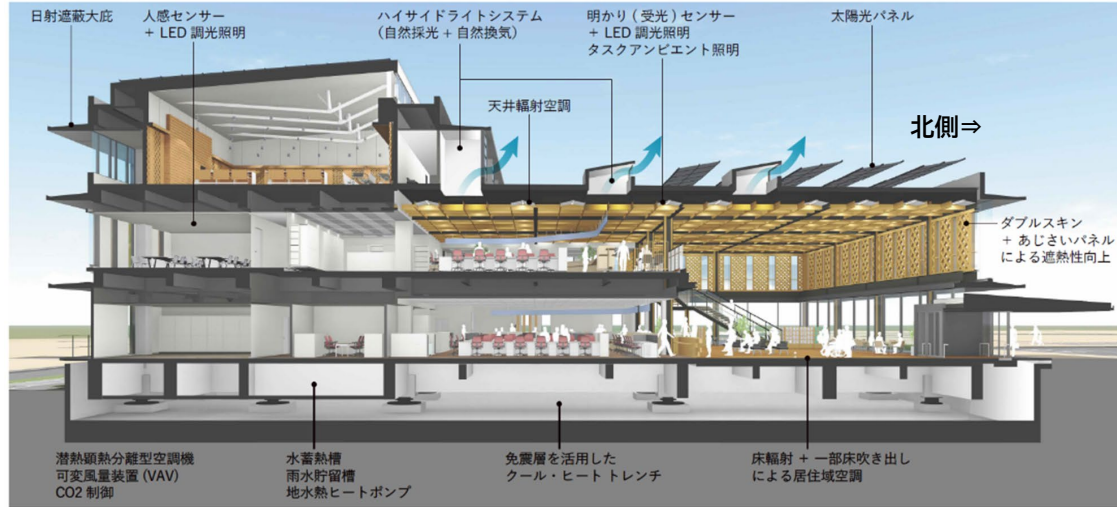 日射遮蔽大庇
人感センサー
+ LED 調光照明
ハイサイドライトシステム
(自然採光 + 自然換気)
明かり ( 受光 ) センサー
+ LED 調光照明
タスクアンビエント照明
太陽光パネル
天井輻射空調
北側⇒
ダブルスキン
+ あじさいパネル
による遮熱性向上
潜熱顕熱分離型空調機
可変風量装置 (VAV)
CO2 制御
水蓄熱槽
雨水貯留槽
地水熱ヒートポンプ
免震層を活用した
クール・ヒート トレンチ
床輻射 + 一部床吹き出し
による居住域空調